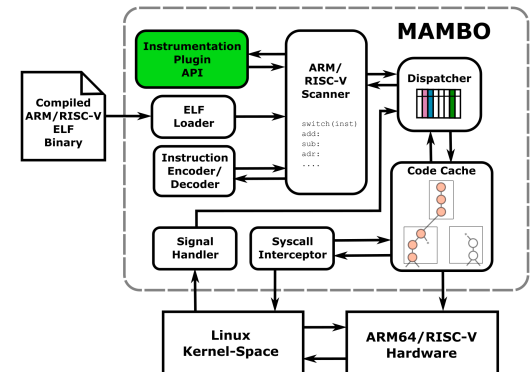 MAMBO
Instrumentation
Plugin
API
ARM/
RISC-V
Scanner
switch(inst)
add:
sub:
adr:
....
Dispatcher
Compiled
ARM/RISC-V
ELF
Binary
ELF
Loader
Instruction
Encoder/
Decoder
Code Cache
Signal
Handler
Syscall
Interceptor
Linux
Kernel-Space
ARM64/RISC-V
Hardware